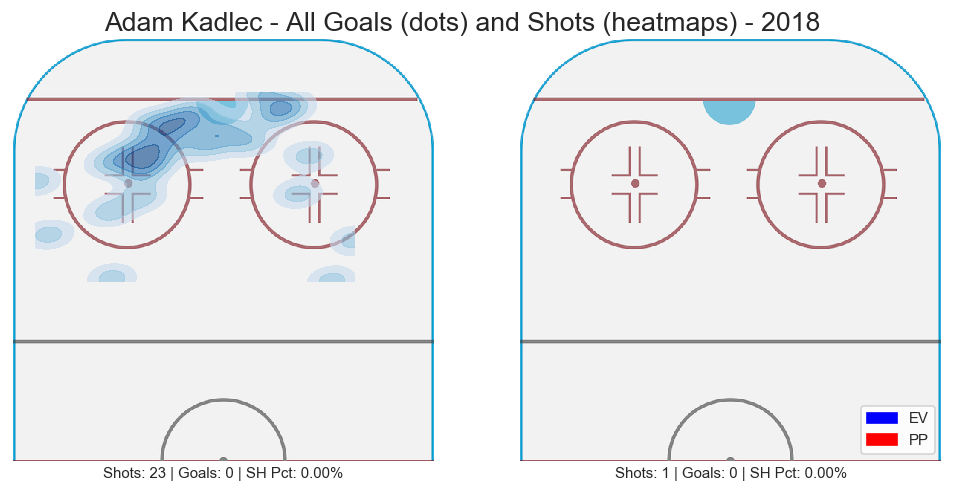 Adam Kadlec - All Goals (dots) and Shots (heatmaps) - 2018
EV
PP
Shots: 23 | Goals: 0 | SH Pct: 0.00%
Shots: 1 | Goals: 0 | SH Pct: 0.00%